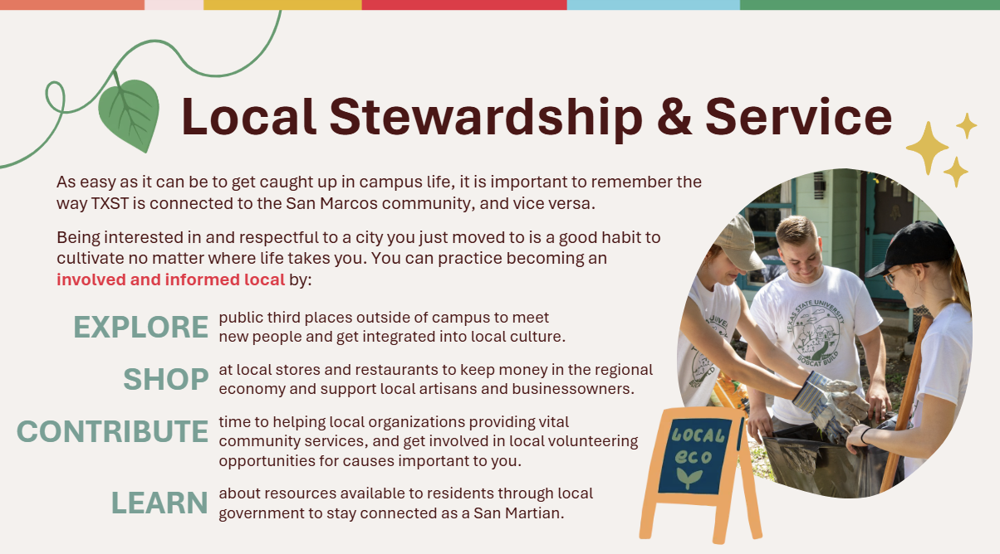 Local Stewardship & Service
As easy as it can be to get caught up in campus life, it is important to remember the
way TXST is connected to the San Marcos community, and vice versa.
Being interested in and respectful to a city you just moved to is a good habit to
cultivate no matter where life takes you. You can practice becoming an
involved and informed local by:
EXPLORE public third places outside of campus to meet
new people and get integrated into local culture.
SHOP at local stores and restaurants to keep money in the regional
economy and support local artisans and businessowners.
CONTRIBUTE time to helping local organizations providing vital
community services, and get involved in local volunteering
opportunities for causes important to you.
LEARN about resources available to residents through local
government to stay connected as a San Martian.
TEXAS STATE UNIVERSITY
BOBCAT BUILD
LOCAL
eco